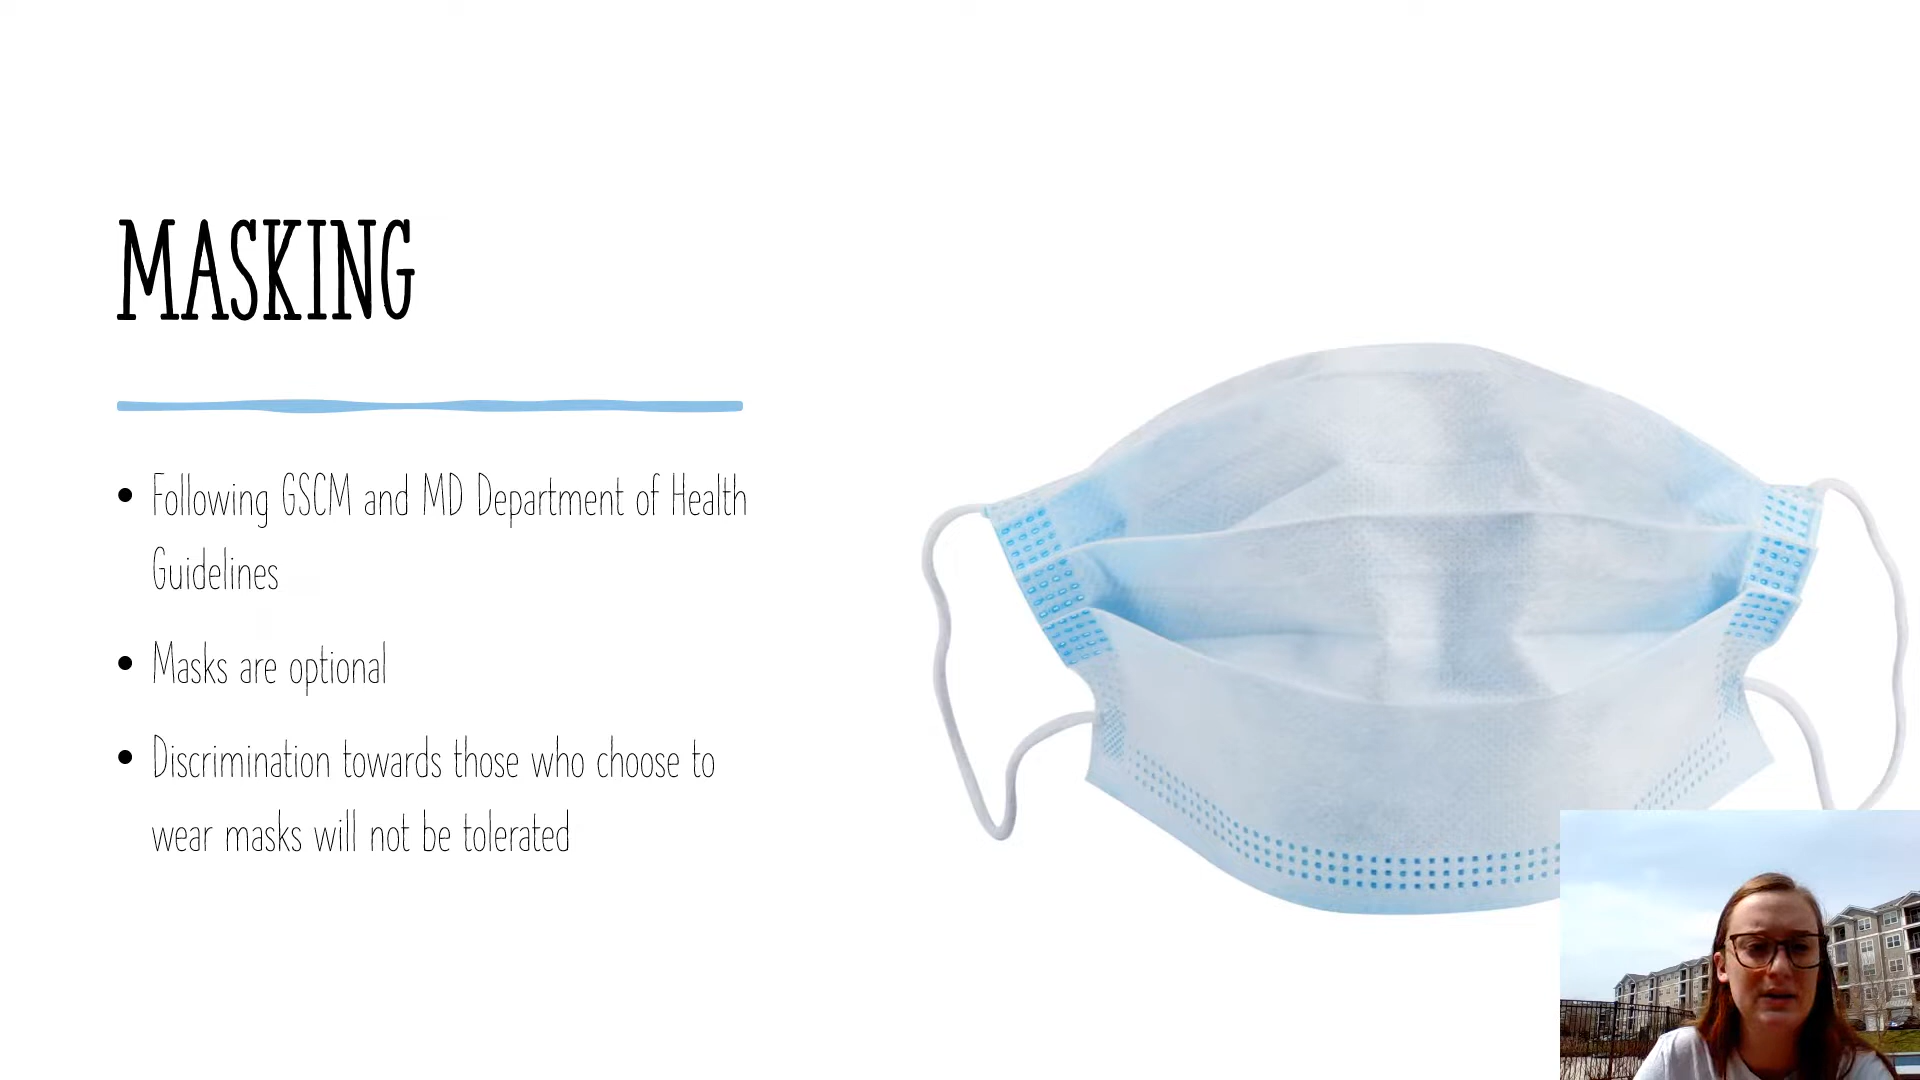 MASKING
• Following GSCM and MD Department of Health
Guidelines
• Masks are optional
• Discrimination towards those who choose to
wear masks will not be tolerated